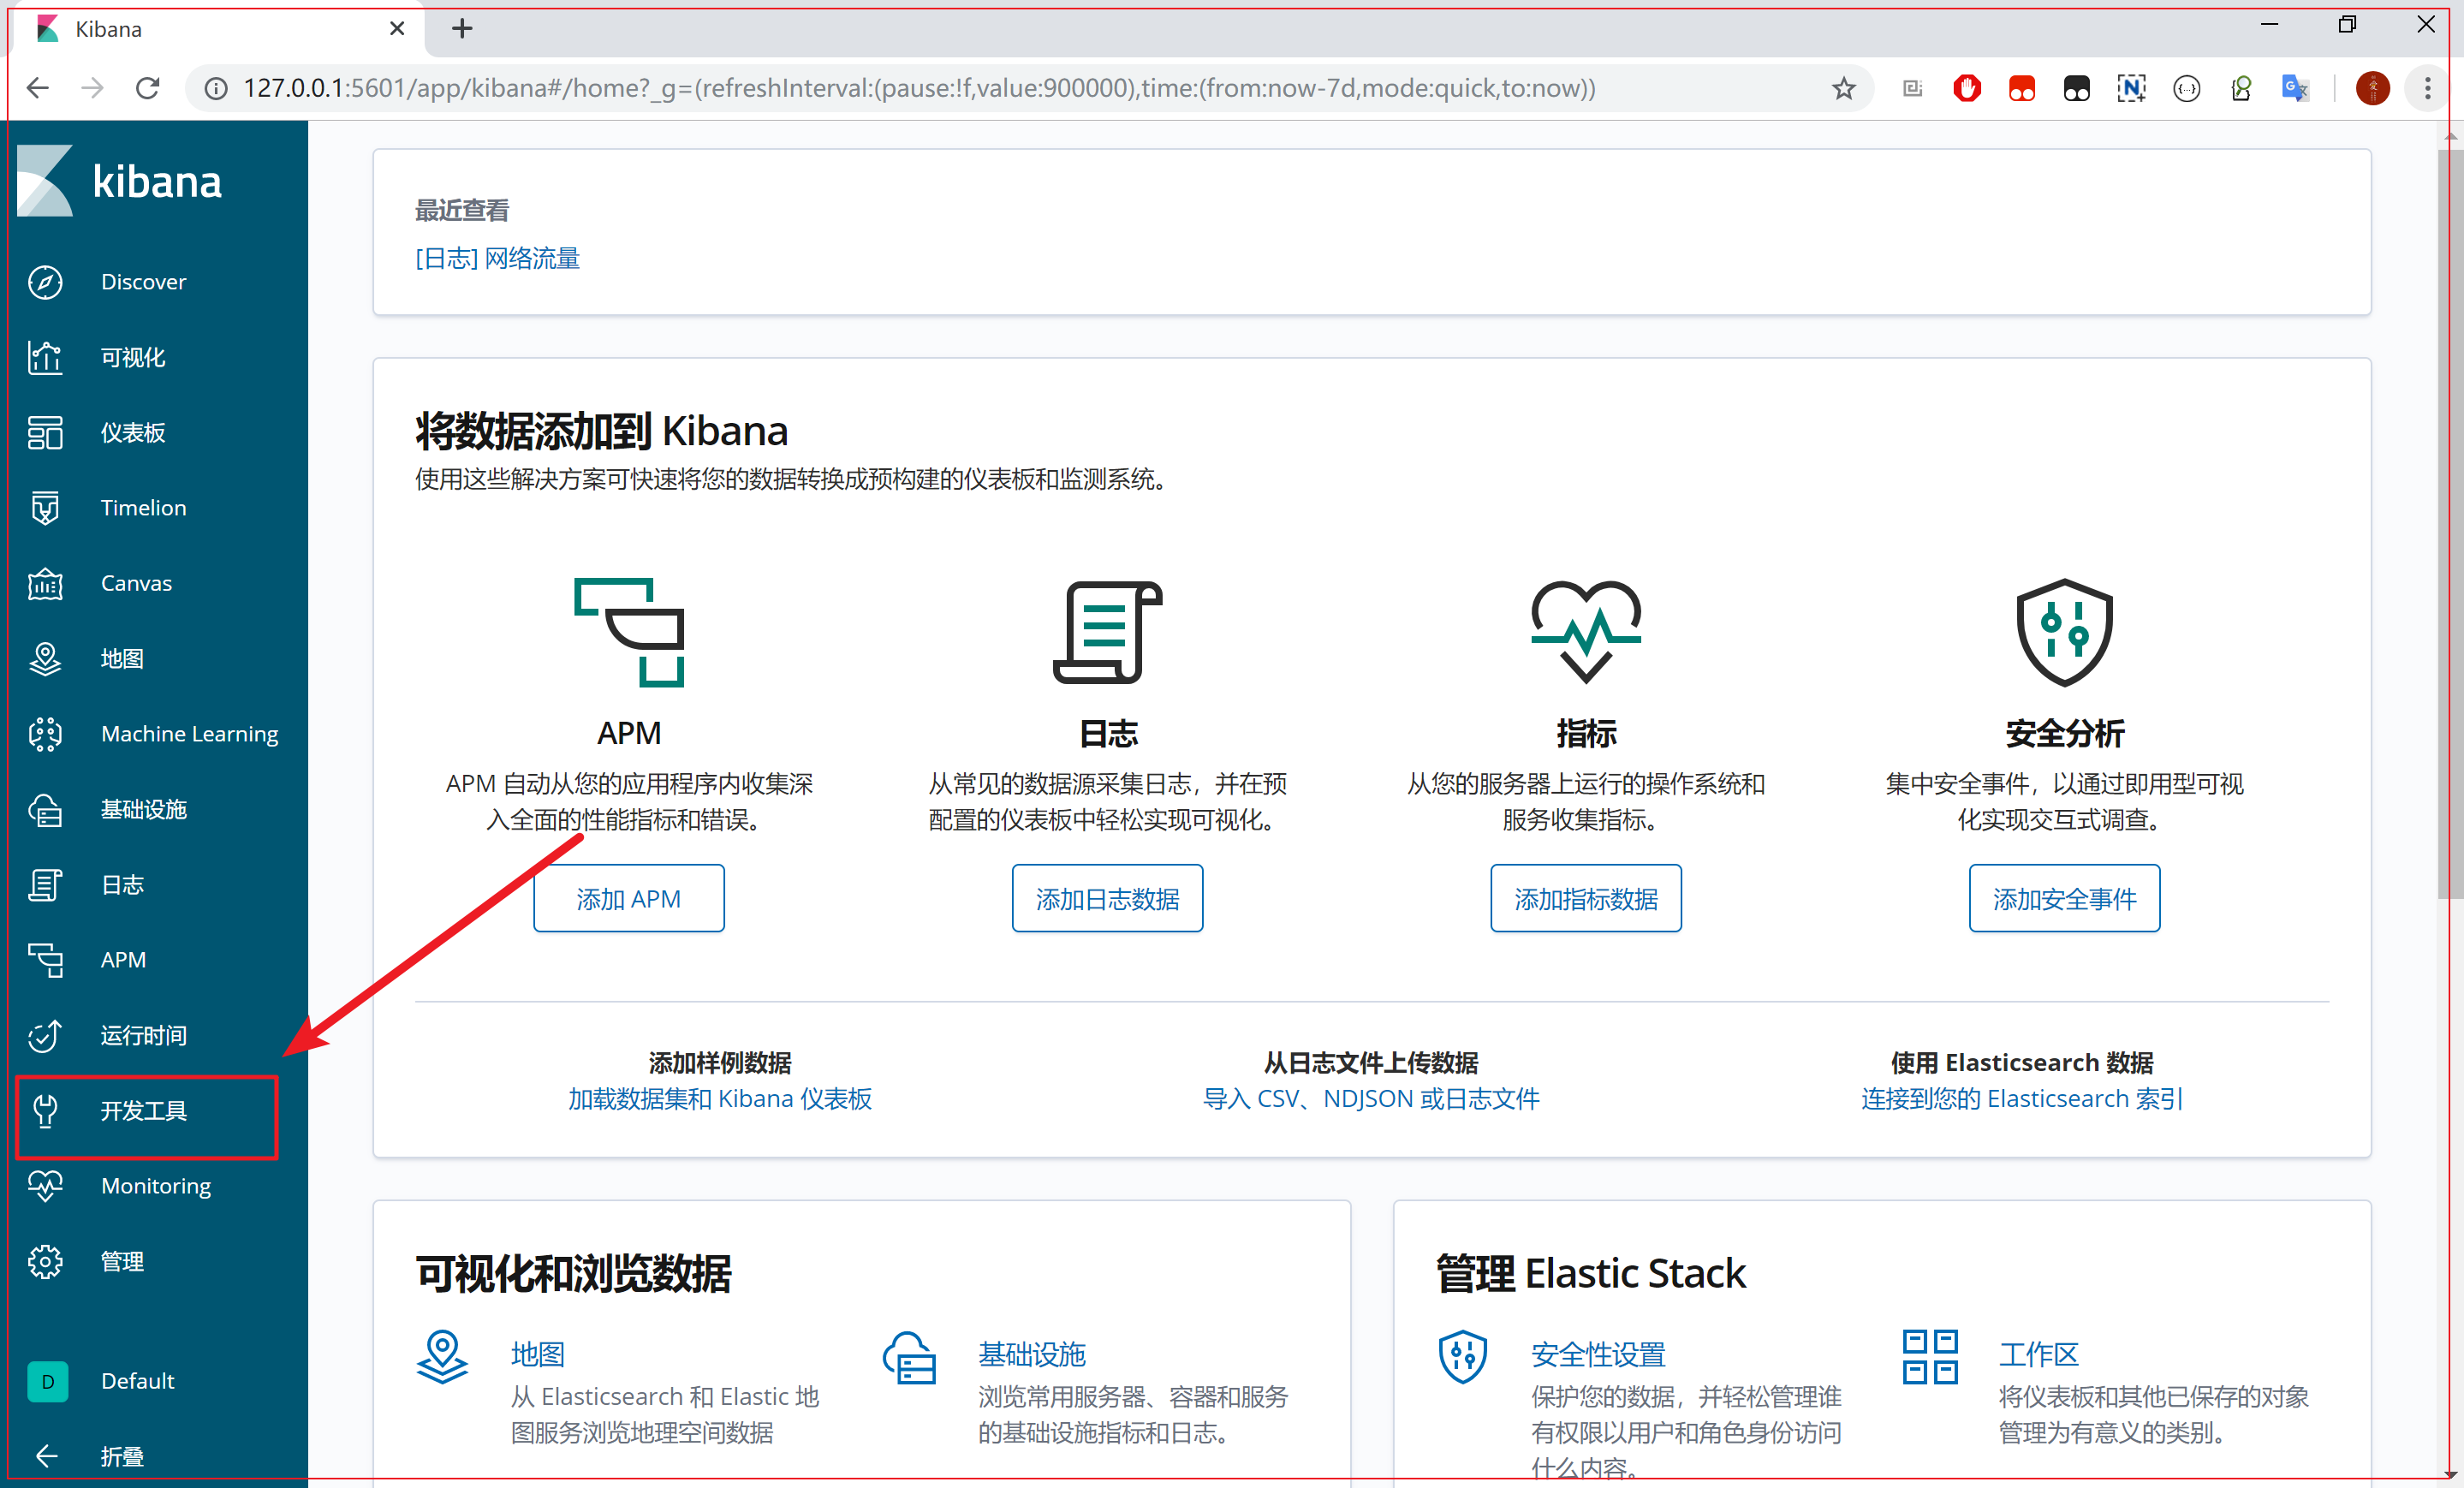 Kibana
127.0.0.1:5601/app/kibana#/home?_g=(refreshInterval:(pause:!f,value:900000),time:(from:now-7d,mode:quick,to:now))
kibana
Discover
可视化
仪表板
Timelion
Canvas
地图
Machine Learning
基础设施
日志
APM
运行时间
开发工具
Monitoring
管理
D Default
折叠
最近查看
[日志] 网络流量
将数据添加到 Kibana
使用这些解决方案可快速将您的数据转换成预构建的仪表板和监测系统。
APM
APM 自动从您的应用程序内收集深
入全面的性能指标和错误。
添加 APM
日志
从常见的数据源采集日志，并在预
配置的仪表板中轻松实现可视化。
添加日志数据
指标
从您的服务器上运行的操作系统和
服务收集指标。
添加指标数据
安全分析
集中安全事件，以通过即用型可视
化实现交互式调查。
添加安全事件
添加样例数据
加载数据集和 Kibana 仪表板
从日志文件上传数据
导入 CSV、NDJSON 或日志文件
使用 Elasticsearch 数据
连接到您的 Elasticsearch 索引
可视化和浏览数据
地图
从 Elasticsearch 和 Elastic 地
图服务浏览地理空间数据
基础设施
浏览常用服务器、容器和服务
的基础设施指标和日志。
管理 Elastic Stack
安全性设置
保护您的数据，并轻松管理谁
有权限以用户和角色身份访问
什么内容。
工作区
将仪表板和其他已保存的对象
管理为有意义的类别。